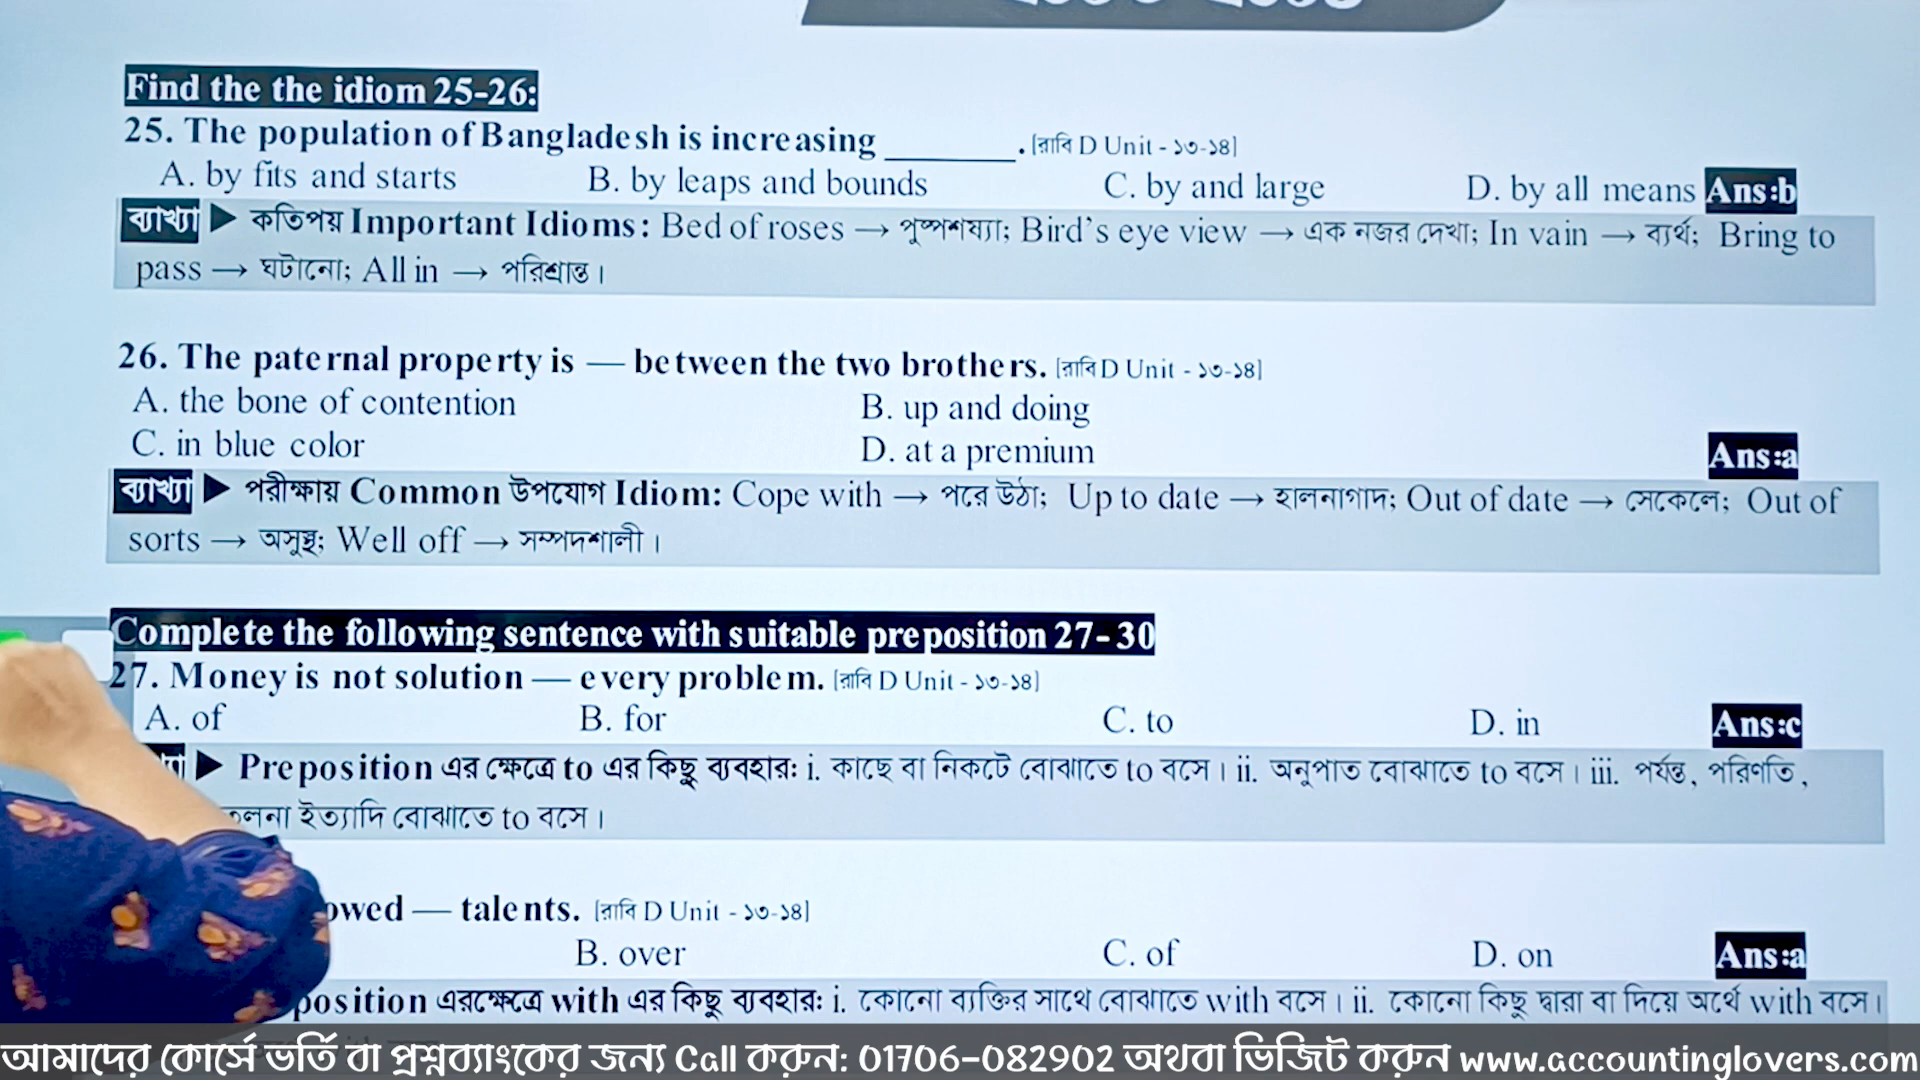 Find the the idiom 25-26:
25. The population of Bangladesh is increasing _________. [রাবি D Unit - ১৩-১৪]
A. by fits and starts B. by leaps and bounds C. by and large D. by all means Ans:b
ব্যাখ্যা ▶ কতিপয় Important Idioms: Bed of roses → পুষ্পশয্যা; Bird's eye view → এক নজর দেখা; In vain → ব্যর্থ; Bring to
pass → ঘটানো; All in → পরিশ্রান্ত।
26. The paternal property is — between the two brothers. [রাবি D Unit - ১৩-১৪]
A. the bone of contention B. up and doing
C. in blue color D. at a premium Ans:a
ব্যাখ্যা ▶ পরীক্ষায় Common উপযোগ Idiom: Cope with → পরে উঠা; Up to date → হালনাগাদ; Out of date → সেকেলে; Out of
sorts → অসুস্থ; Well off → সম্পদশালী।
Complete the following sentence with suitable preposition 27-30
27. Money is not solution — every problem. [রাবি D Unit - ১৩-১৪]
A. of B. for C. to D. in Ans:c
▶ Preposition এর ক্ষেত্রে to এর কিছু ব্যবহার: i. কাছে বা নিকটে বোঝাতে to বসে। ii. অনুপাত বোঝাতে to বসে। iii. পর্যন্ত, পরিণতি,
ইত্যাদি বোঝাতে to বসে।
owed — talents. [রাবি D Unit - ১৩-১৪]
B. over C. of D. on Ans:a
position এরক্ষেত্রে with এর কিছু ব্যবহার: i. কোনো ব্যক্তির সাথে বোঝাতে with বসে। ii. কোনো কিছু দ্বারা বা দিয়ে অর্থে with বসে।
আমাদের কোর্সে ভর্তি বা প্রশ্নব্যাংকের জন্য Call করুন: 01706-082902 অথবা ভিজিট করুন www.accountinglovers.com